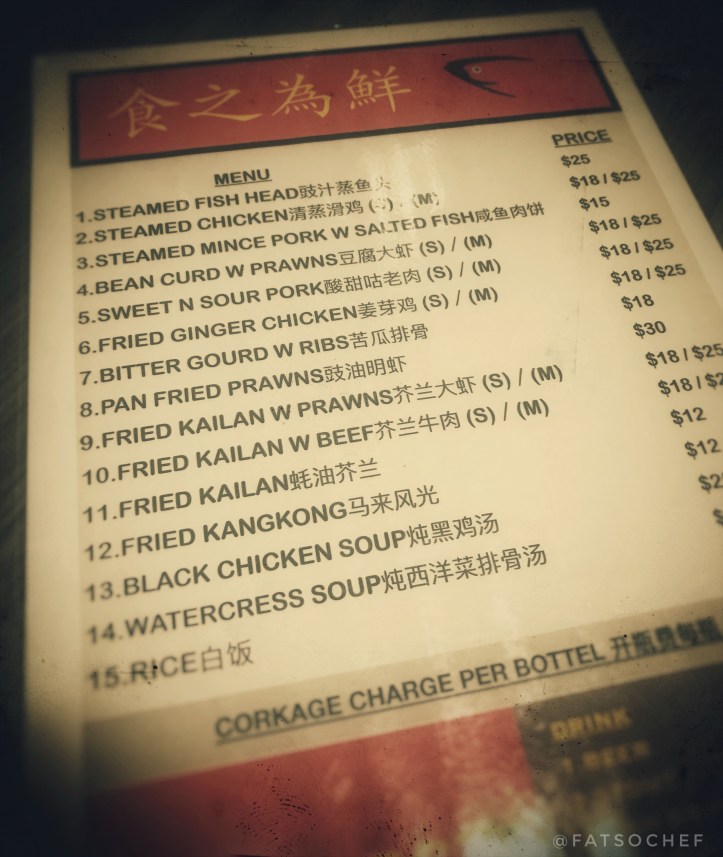 食之為鮮
MENU PRICE
1.STEAMED FISH HEAD豉汁蒸鱼头 $25
2.STEAMED CHICKEN清蒸滑鸡 (S) / (M) $18 / $25
3.STEAMED MINCE PORK W SALTED FISH咸鱼肉饼 $15
4.BEAN CURD W PRAWNS豆腐大虾 (S) / (M) $18 / $25
5.SWEET N SOUR PORK酸甜咕老肉 (S) / (M) $18 / $25
6.FRIED GINGER CHICKEN姜芽鸡 (S) / (M) $18 / $25
7.BITTER GOURD W RIBS苦瓜排骨 $18
8.PAN FRIED PRAWNS豉油明虾 $30
9.FRIED KAILAN W PRAWNS芥兰大虾 (S) / (M) $18 / $25
10.FRIED KAILAN W BEEF芥兰牛肉 (S) / (M) $18 / $2
11.FRIED KAILAN蚝油芥兰 $12
12.FRIED KANGKONG马来风光 $12
13.BLACK CHICKEN SOUP炖黑鸡汤
14.WATERCRESS SOUP炖西洋菜排骨汤
15.RICE白饭
CORKAGE CHARGE PER BOTTEL 开瓶费每瓶
DRINK
@FATSOCHEF